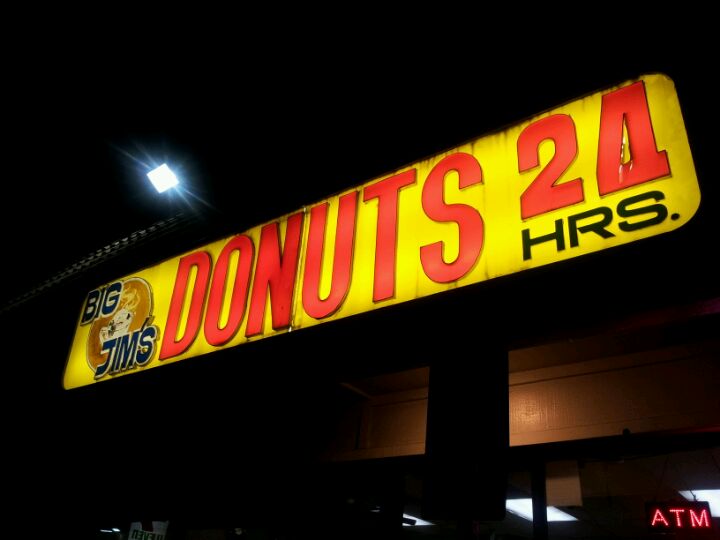 BIG
JIM'S
DONUTS 24
HRS.
ATM